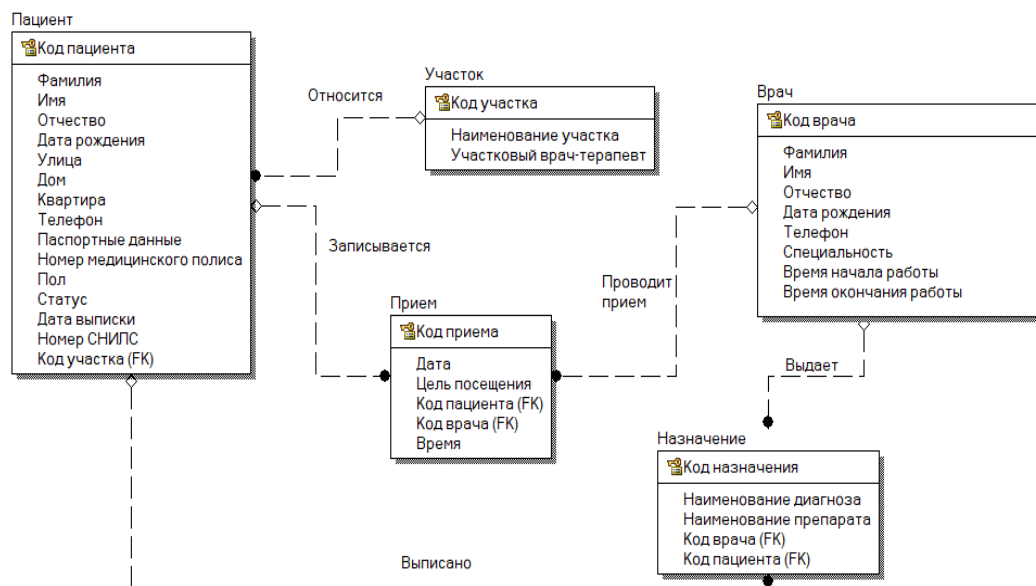 Пациент
Код пациента
Фамилия
Имя
Отчество
Дата рождения
Улица
Дом
Квартира
Телефон
Паспортные данные
Номер медицинского полиса
Пол
Статус
Дата выписки
Номер СНИЛС
Код участка (FK)
Относится
Участок
Код участка
Наименование участка
Участковый врач-терапевт
Врач
Код врача
Фамилия
Имя
Отчество
Дата рождения
Телефон
Специальность
Время начала работы
Время окончания работы
Записывается
Проводит
прием
Прием
Код приема
Дата
Цель посещения
Код пациента (FK)
Код врача (FK)
Время
Выдает
Назначение
Код назначения
Наименование диагноза
Наименование препарата
Код врача (FK)
Код пациента (FK)
Выписано